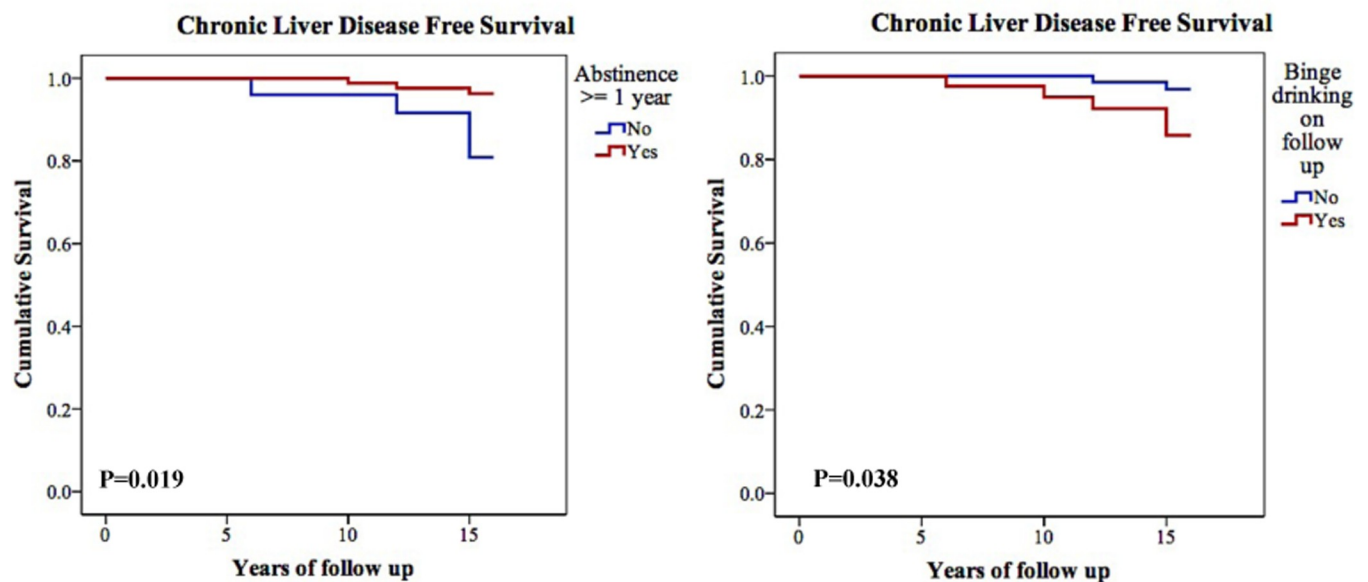 Chronic Liver Disease Free Survival
Abstinence
>= 1 year
No
Yes
1.0
0.8
0.6
0.4
0.2
0.0
Cumulative Survival
P=0.019
0 5 10 15
Years of follow up
Chronic Liver Disease Free Survival
Binge
drinking
on
follow
up
No
Yes
1.0
0.8
0.6
0.4
0.2
0.0
Cumulative Survival
P=0.038
0 5 10 15
Years of follow up